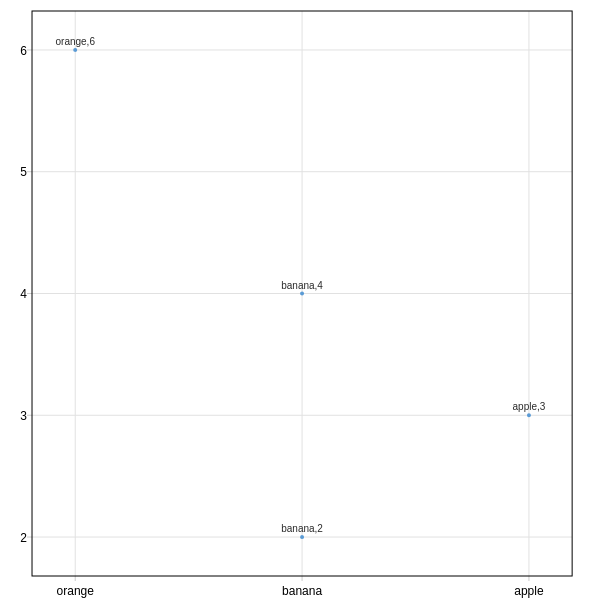 orange,6
6
5
banana,4
4
apple,3
3
banana,2
2
orange banana apple